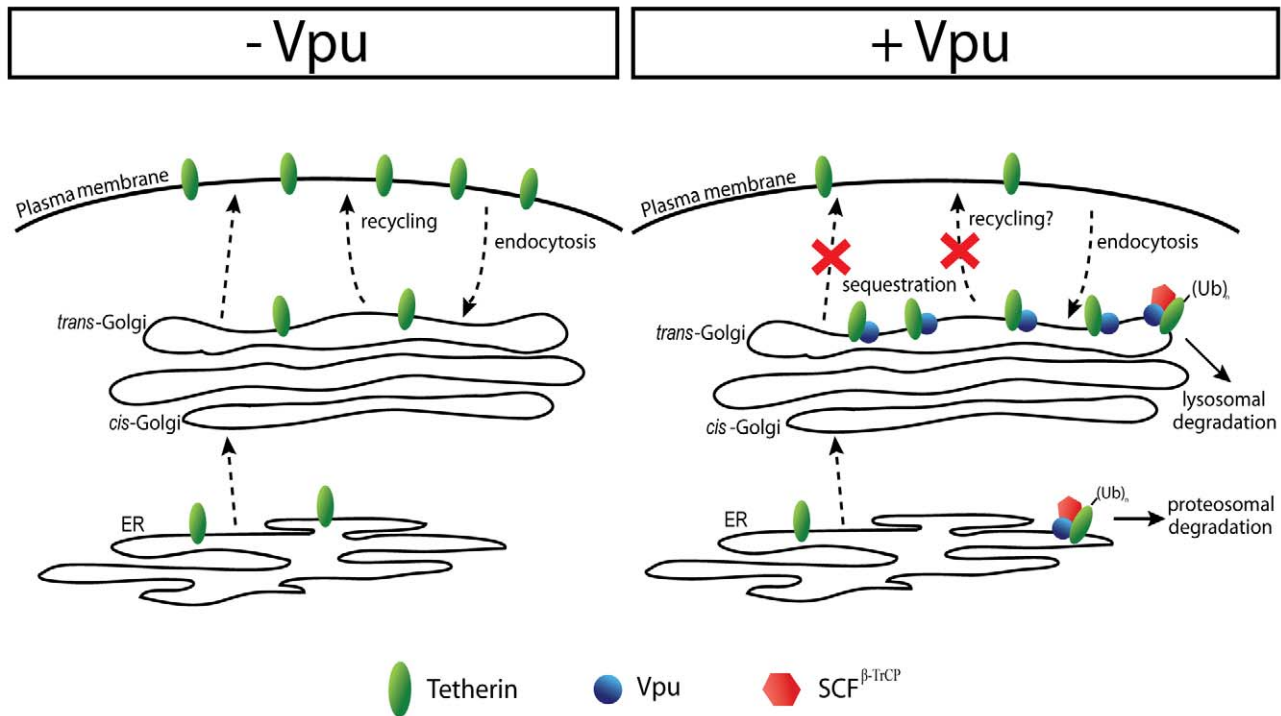 - Vpu
Plasma membrane
recycling
endocytosis
trans-Golgi
cis-Golgi
ER
+ Vpu
Plasma membrane
recycling?
endocytosis
sequestration
(Ub)n
trans-Golgi
lysosomal
degradation
cis-Golgi
(Ub)n
ER
proteosomal
degradation
Tetherin
Vpu
SCF β-TrCP